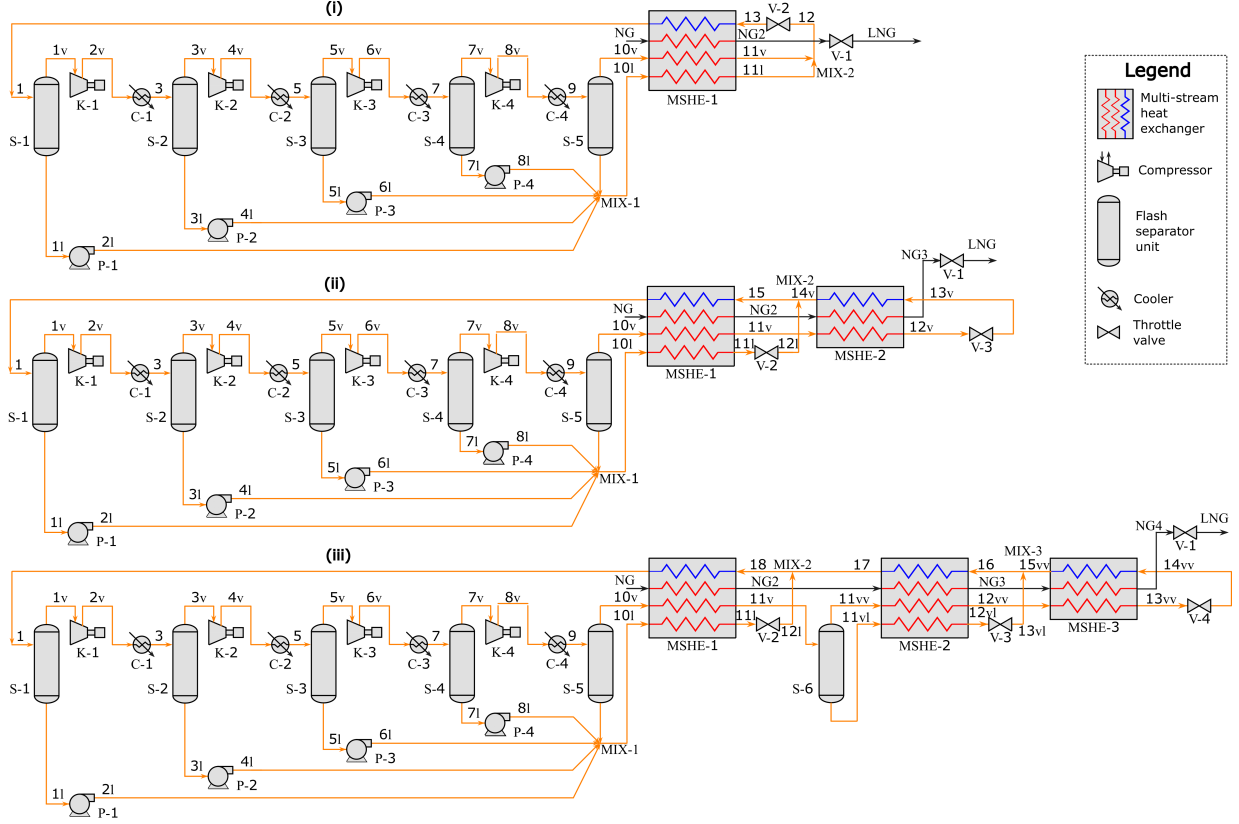 (i)
13 V-2 12
NG NG2 LNG
V-1
10v 11v
10l 11l MIX-2
MSHE-1
1v 2v 3v 4v 5v 6v 7v 8v
1 3 5 7 9
K-1 K-2 K-3 K-4
C-1 C-2 C-3 C-4
S-1 S-2 S-3 S-4 S-5
7l 8l
P-4
5l 6l
P-3
MIX-1
3l 4l
P-2
1l 2l
P-1
Legend
Multi-stream
heat
exchanger
Compressor
Flash
separator
unit
Cooler
Throttle
valve
(ii)
NG3 LNG
V-1
MIX-2
15 14v 13v
NG NG2
10v 11v 12v
V-3
10l 11l 12l
V-2
MSHE-1 MSHE-2
1v 2v 3v 4v 5v 6v 7v 8v
1 3 5 7 9
K-1 K-2 K-3 K-4
C-1 C-2 C-3 C-4
S-1 S-2 S-3 S-4 S-5
7l 8l
P-4
5l 6l
P-3
MIX-1
3l 4l
P-2
1l 2l
P-1
(iii)
NG4 LNG
V-1
MIX-3
18 MIX-2 17 16 15vv 14vv
NG NG2 NG3
10v 11v 11vv 12vv 13vv
V-4
10l 11l 12l 11vl 12vl 13vl
V-2 V-3
MSHE-1 MSHE-2 MSHE-3
S-6
1v 2v 3v 4v 5v 6v 7v 8v
1 3 5 7 9
K-1 K-2 K-3 K-4
C-1 C-2 C-3 C-4
S-1 S-2 S-3 S-4 S-5
7l 8l
P-4
5l 6l
P-3
MIX-1
3l 4l
P-2
1l 2l
P-1